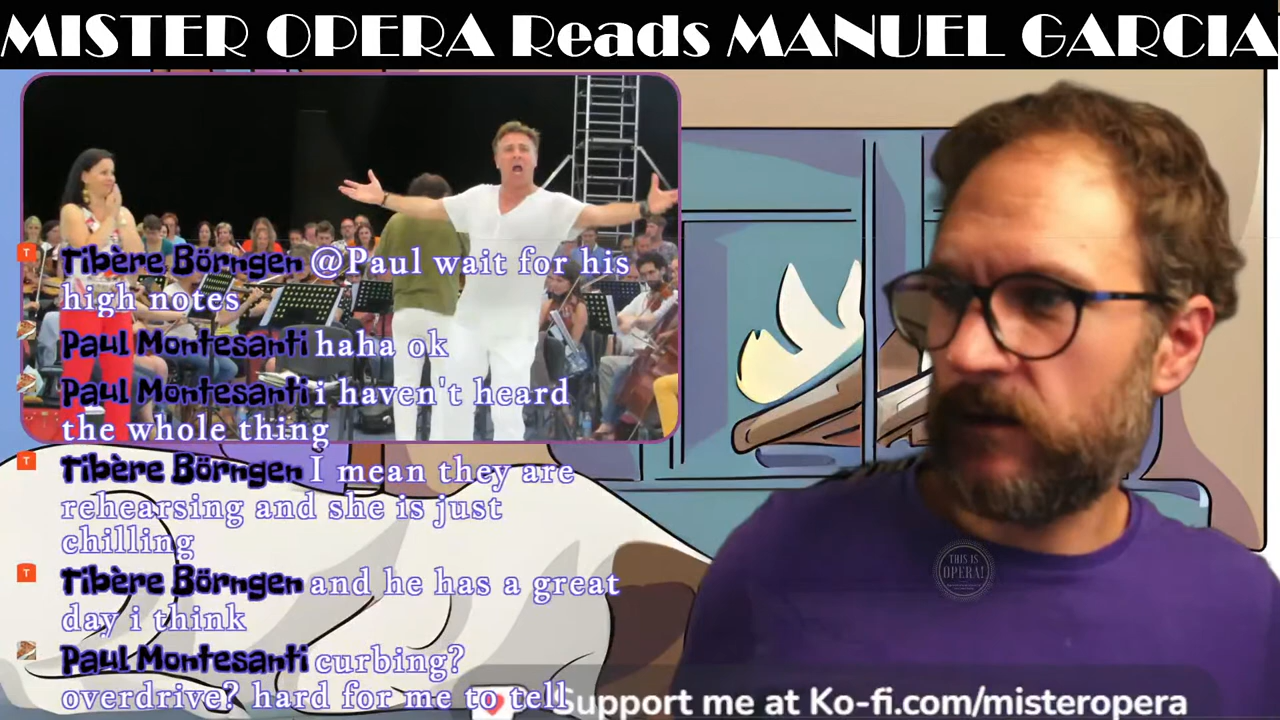 MISTER OPERA Reads MANUEL GARCIA
T
Tibère Börngen @Paul wait for his
high notes
Paul Montesanti haha ok
Paul Montesanti i haven't heard
the whole thing
T
Tibère Börngen I mean they are
rehearsing and she is just
chilling
T
Tibère Börngen and he has a great
day i think
Paul Montesanti curbing?
overdrive? hard for me to tell
THIS IS
OPERA!
Support me at Ko-fi.com/misteropera